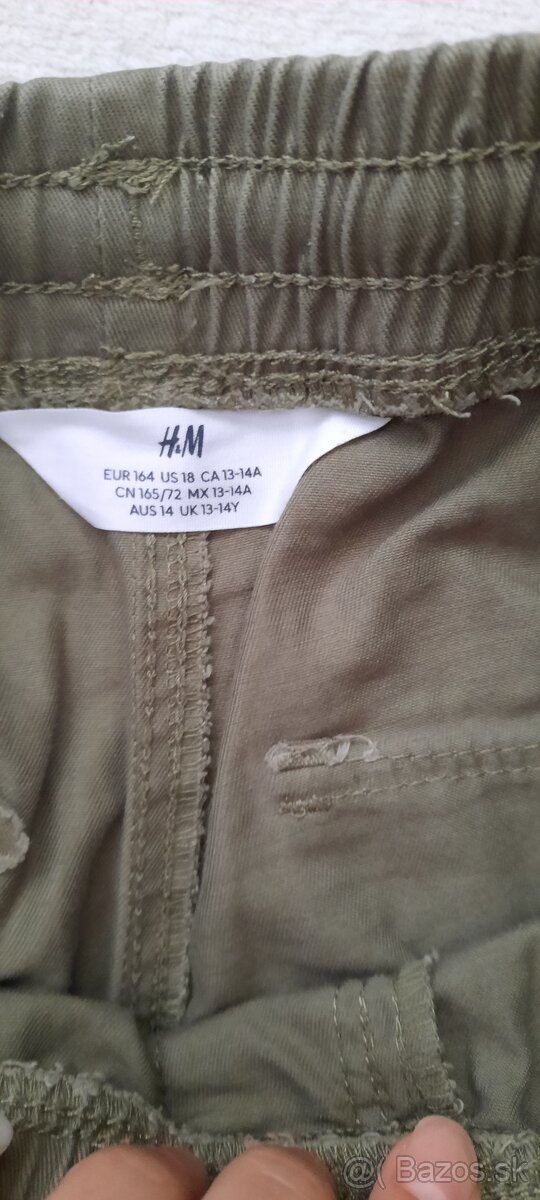 H&M
EUR 164 US 18 CA 13-14A
CN 165/72 MX 13-14A
AUS 14 UK 13-14Y
Bazos.sk